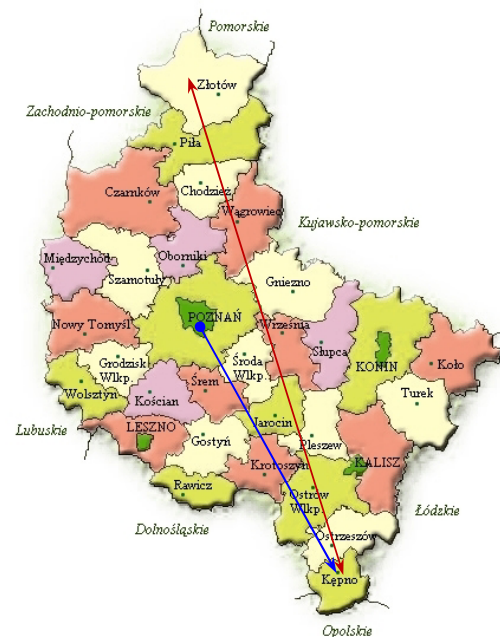 Pomorskie
Złotów
Zachodnio-pomorskie
Piła
Czarnków
Chodzież
Wągrowiec
Kujawsko-pomorskie
Międzychód
Oborniki
Szamotuły
Gniezno
Nowy Tomyśl
POZNAŃ
Września
Słupca
KONIN
Koło
Grodzisk
Wlkp.
Środa
Wlkp.
Wolsztyn
Kościan
Śrem
Turek
Jarocin
Lubuskie
LESZNO
Gostyń
Pleszew
Krotoszyn
KALISZ
Rawicz
Ostrów
Wlkp.
Łódzkie
Dolnośląskie
Ostrzeszów
Kępno
Opolskie